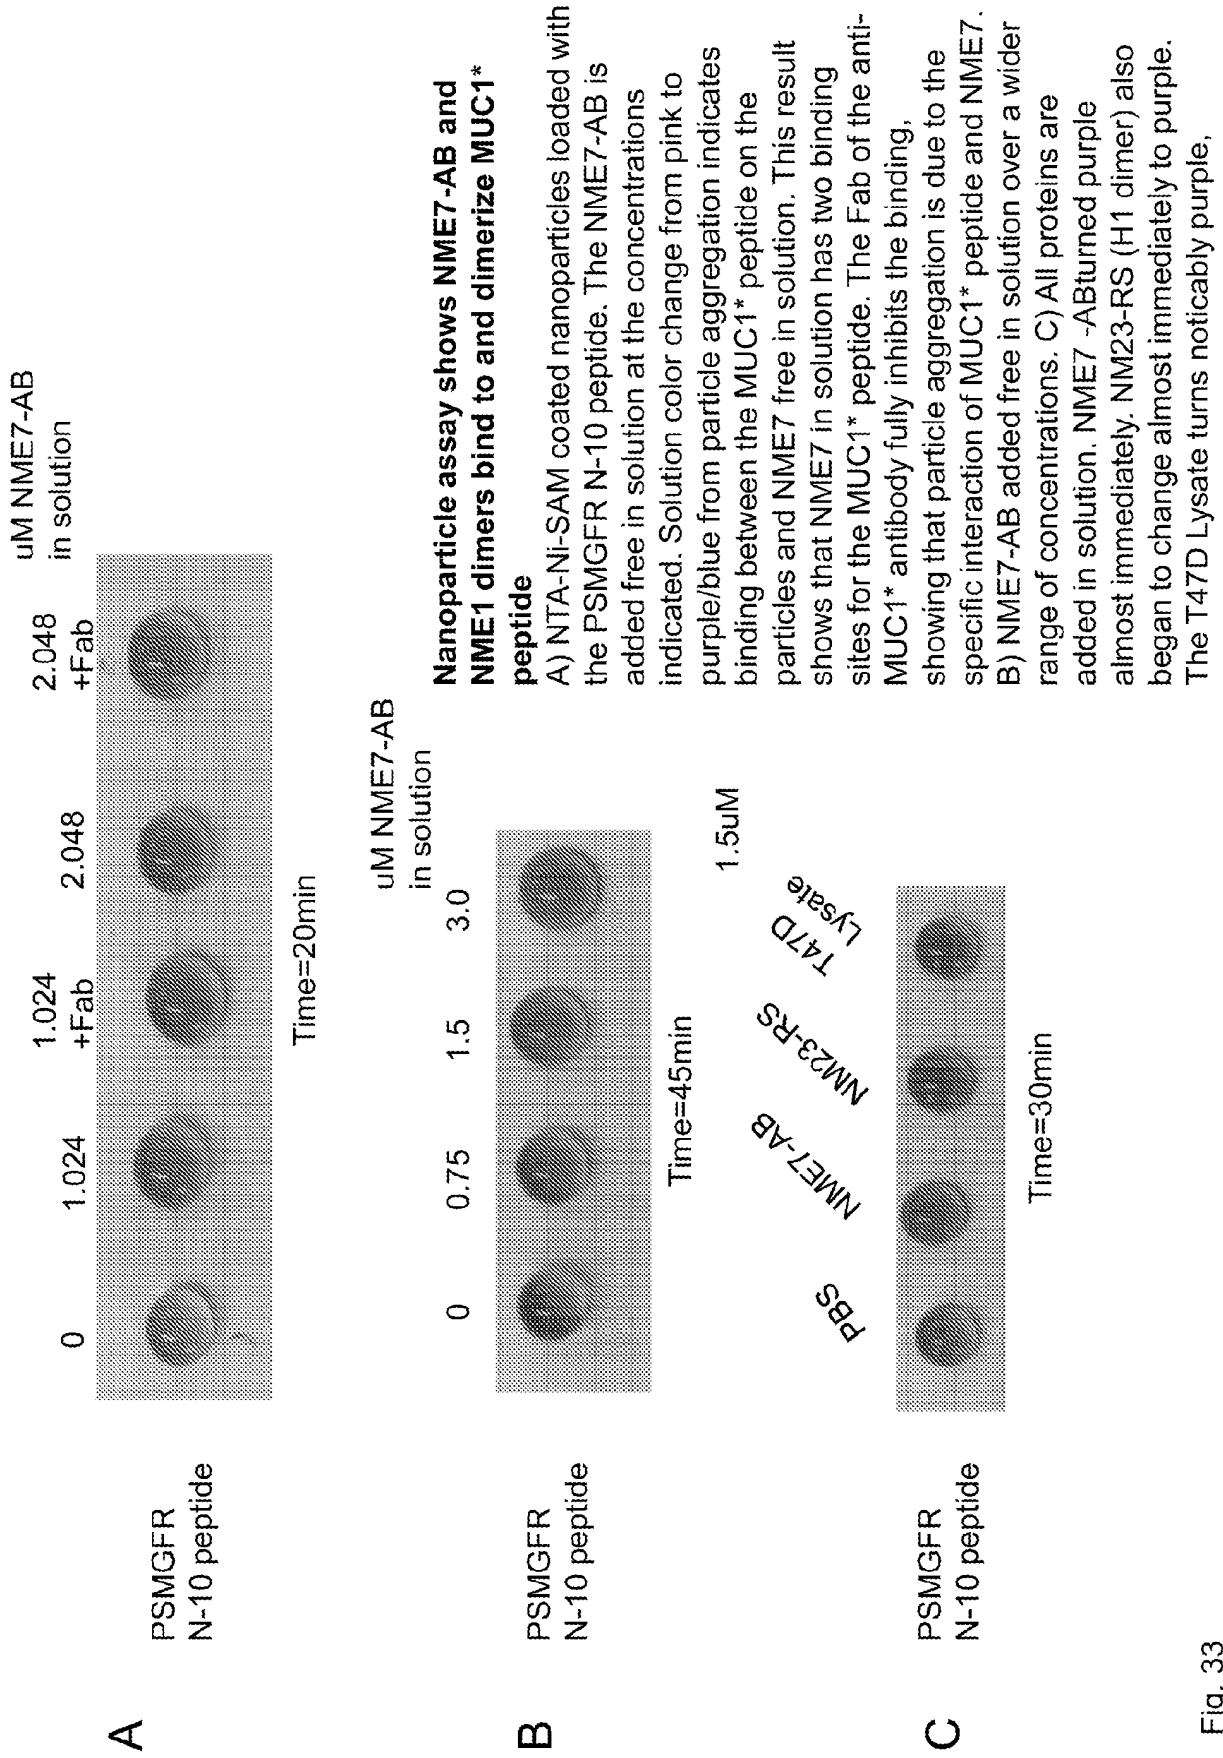 A
uM NME7-AB
in solution
0
1.024
1.024
+Fab
2.048
2.048
+Fab
PSMGFR
N-10 peptide
Time=20min
B
uM NME7-AB
in solution
0
0.75
1.5
3.0
PSMGFR
N-10 peptide
Time=45min
C
1.5uM
PBS
NME7-AB
NM23-RS
T47D
Lysate
PSMGFR
N-10 peptide
Time=30min
Nanoparticle assay shows NME7-AB and
NME1 dimers bind to and dimerize MUC1*
peptide
A) NTA-Ni-SAM coated nanoparticles loaded with
the PSMGFR N-10 peptide. The NME7-AB is
added free in solution at the concentrations
indicated. Solution color change from pink to
purple/blue from particle aggregation indicates
binding between the MUC1* peptide on the
particles and NME7 free in solution. This result
shows that NME7 in solution has two binding
sites for the MUC1* peptide. The Fab of the anti-
MUC1* antibody fully inhibits the binding,
showing that particle aggregation is due to the
specific interaction of MUC1* peptide and NME7.
B) NME7-AB added free in solution over a wider
range of concentrations. C) All proteins are
added in solution. NME7 -ABturned purple
almost immediately. NM23-RS (H1 dimer) also
began to change almost immediately to purple.
The T47D Lysate turns noticably purple,
Fig. 33